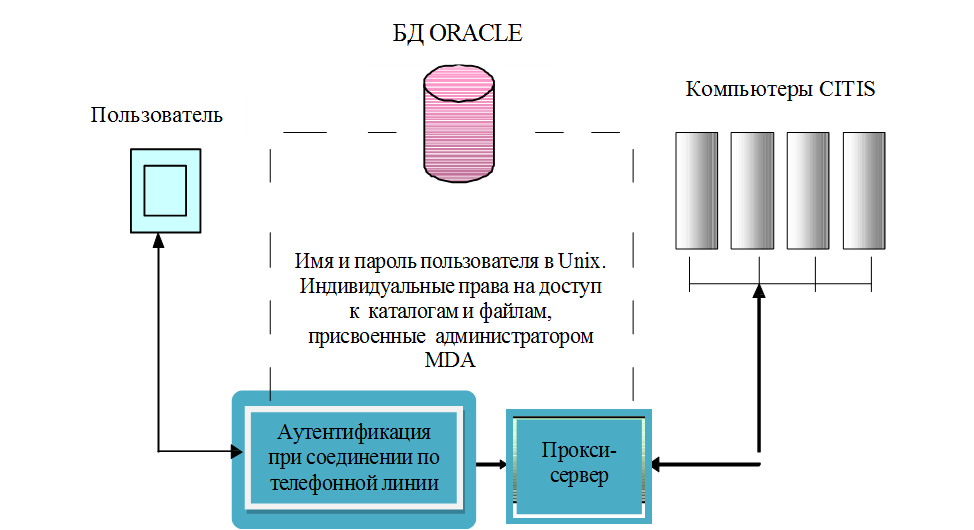 БД ORACLE
Компьютеры CITIS
Пользователь
Имя и пароль пользователя в Unix.
Индивидуальные права на доступ
к каталогам и файлам,
присвоенные администратором
MDA
Аутентификация
при соединении по
телефонной линии
Прокси-
сервер